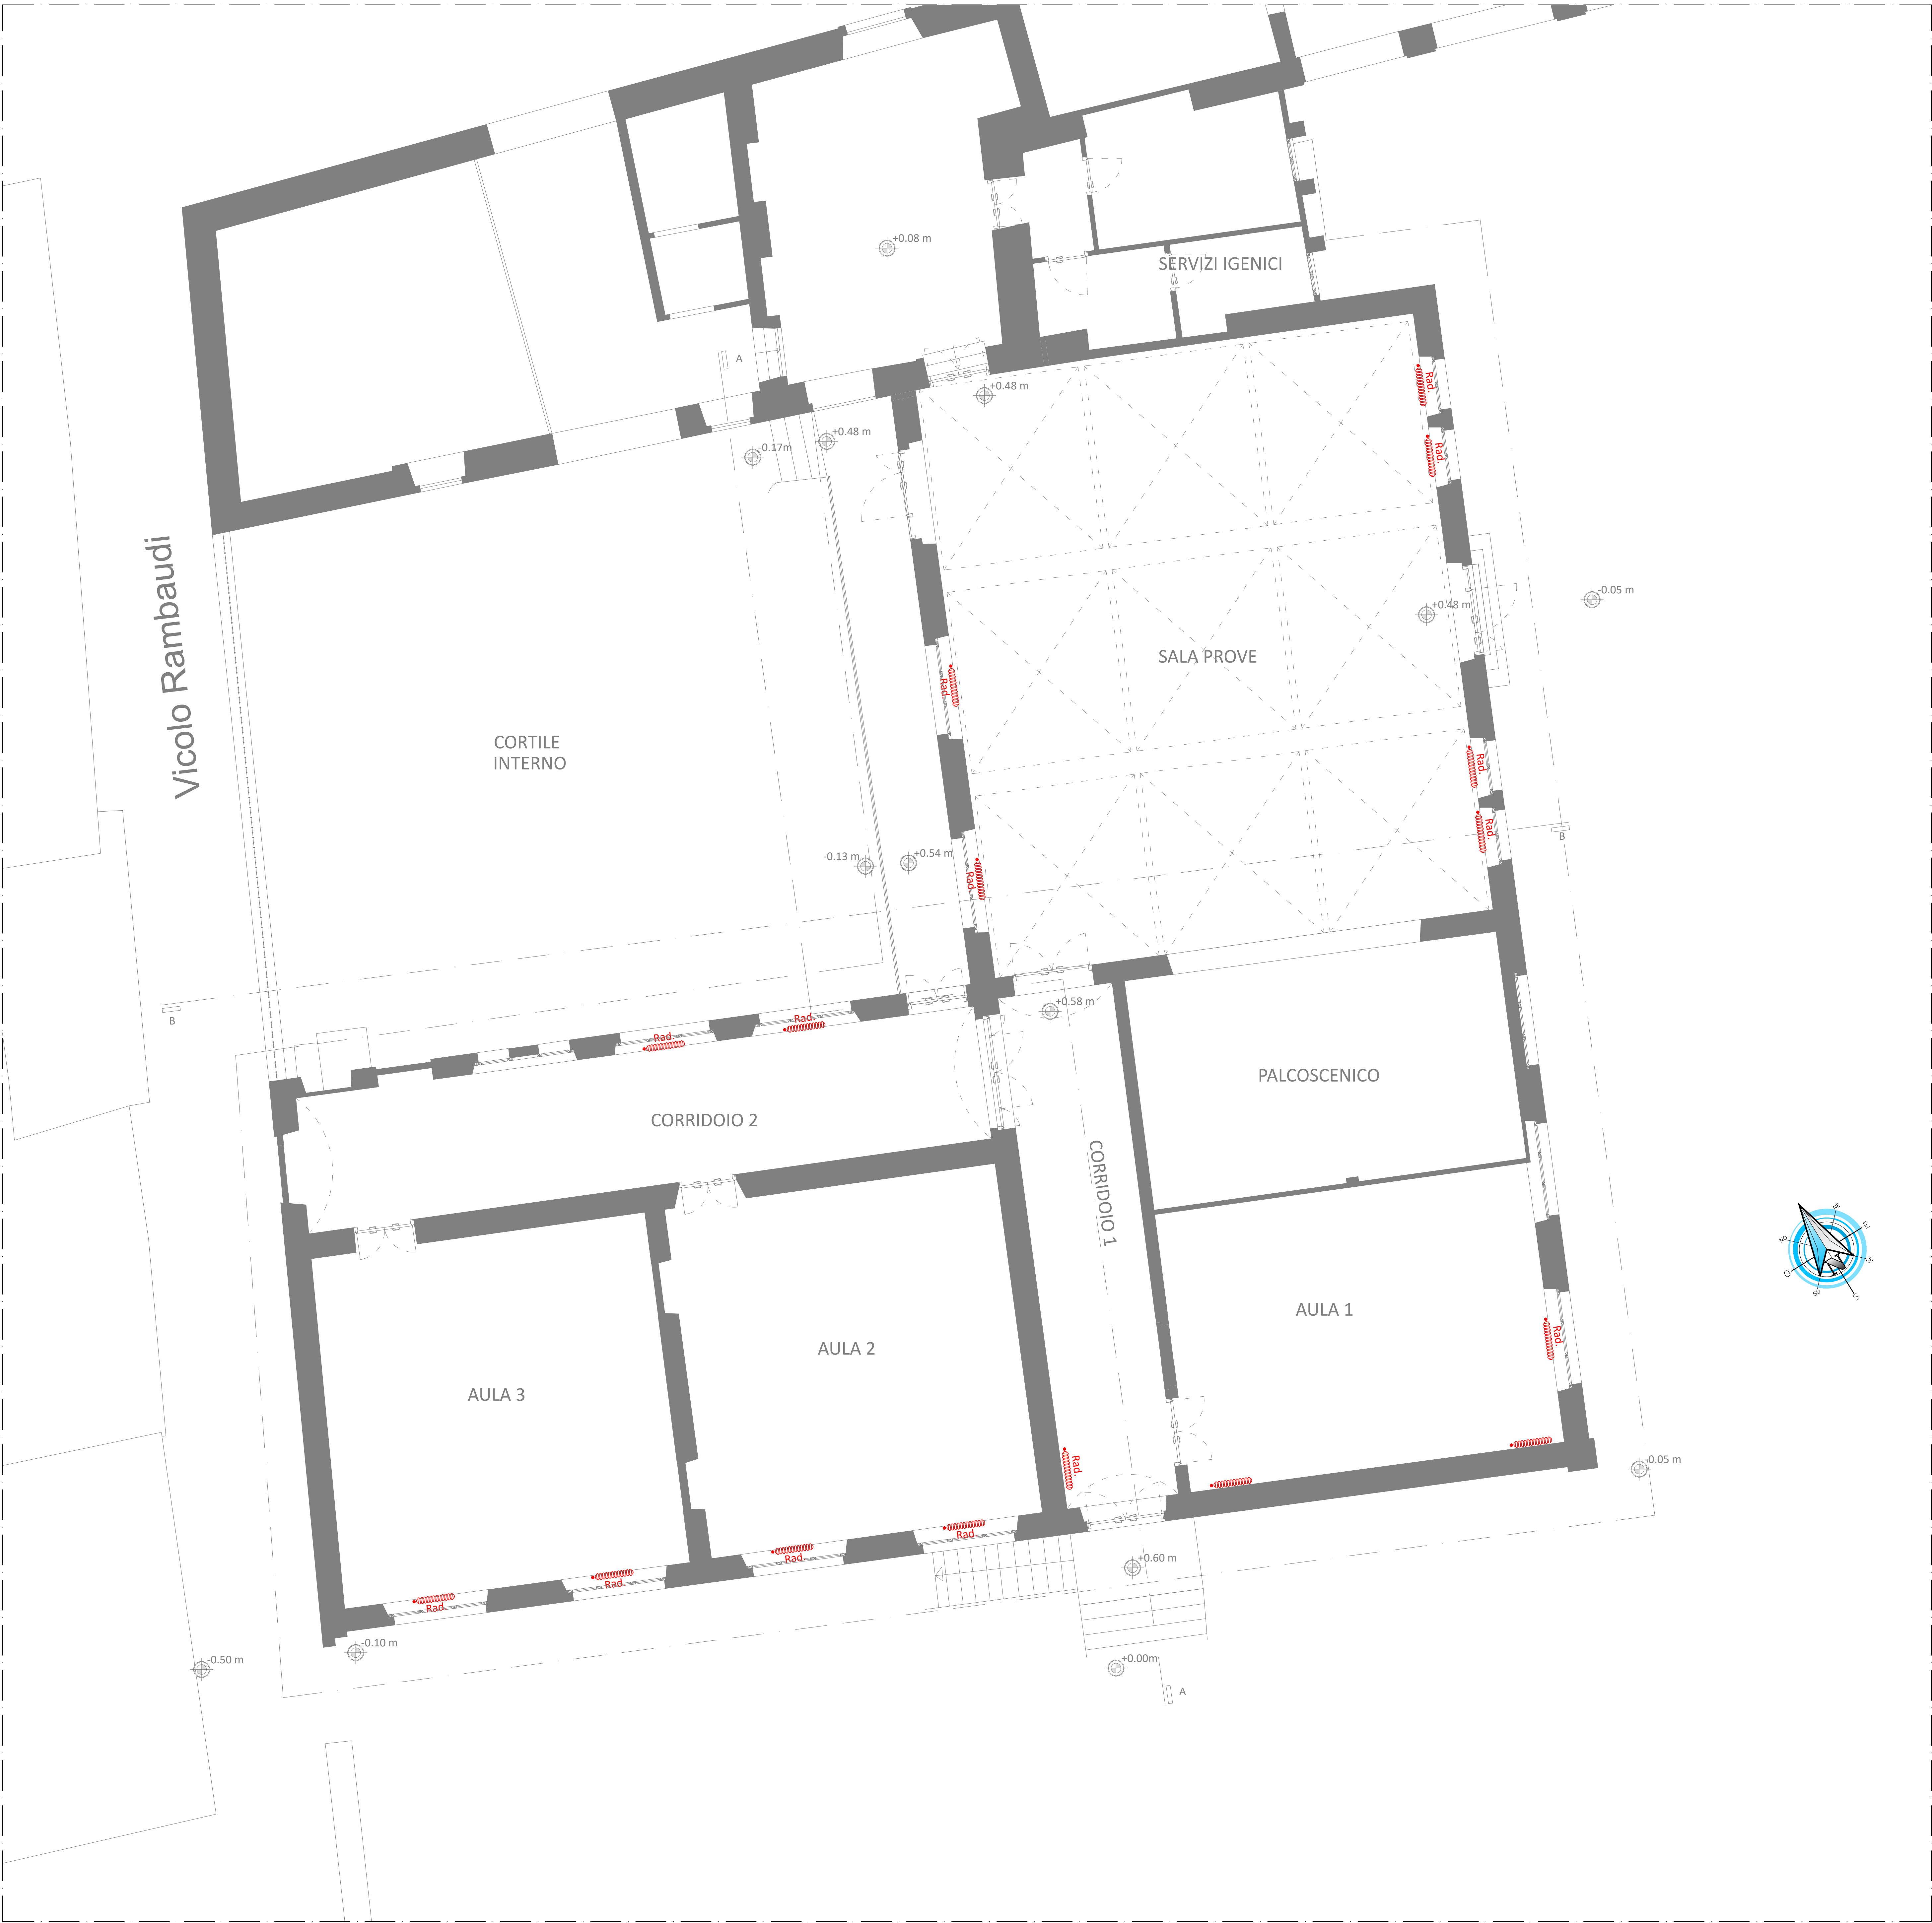 +0.08 m
SERVIZI IGENICI
A
+0.48 m
Rad.
+0.48 m
-0.17m
Rad.
Vicolo Rambaudi
-0.05 m
+0.48 m
SALA PROVE
Rad.
CORTILE
INTERNO
Rad.
Rad.
B
-0.13 m
+0.54 m
Rad.
+0.58 m
B
Rad.
Rad.
PALCOSCENICO
CORRIDOIO 2
CORRIDOIO 1
NE
E
NO
SE
O
S
AULA 1
Rad.
AULA 2
AULA 3
Rad.
-0.05 m
Rad.
Rad.
+0.60 m
Rad.
Rad.
-0.10 m
-0.50 m
+0.00m
A